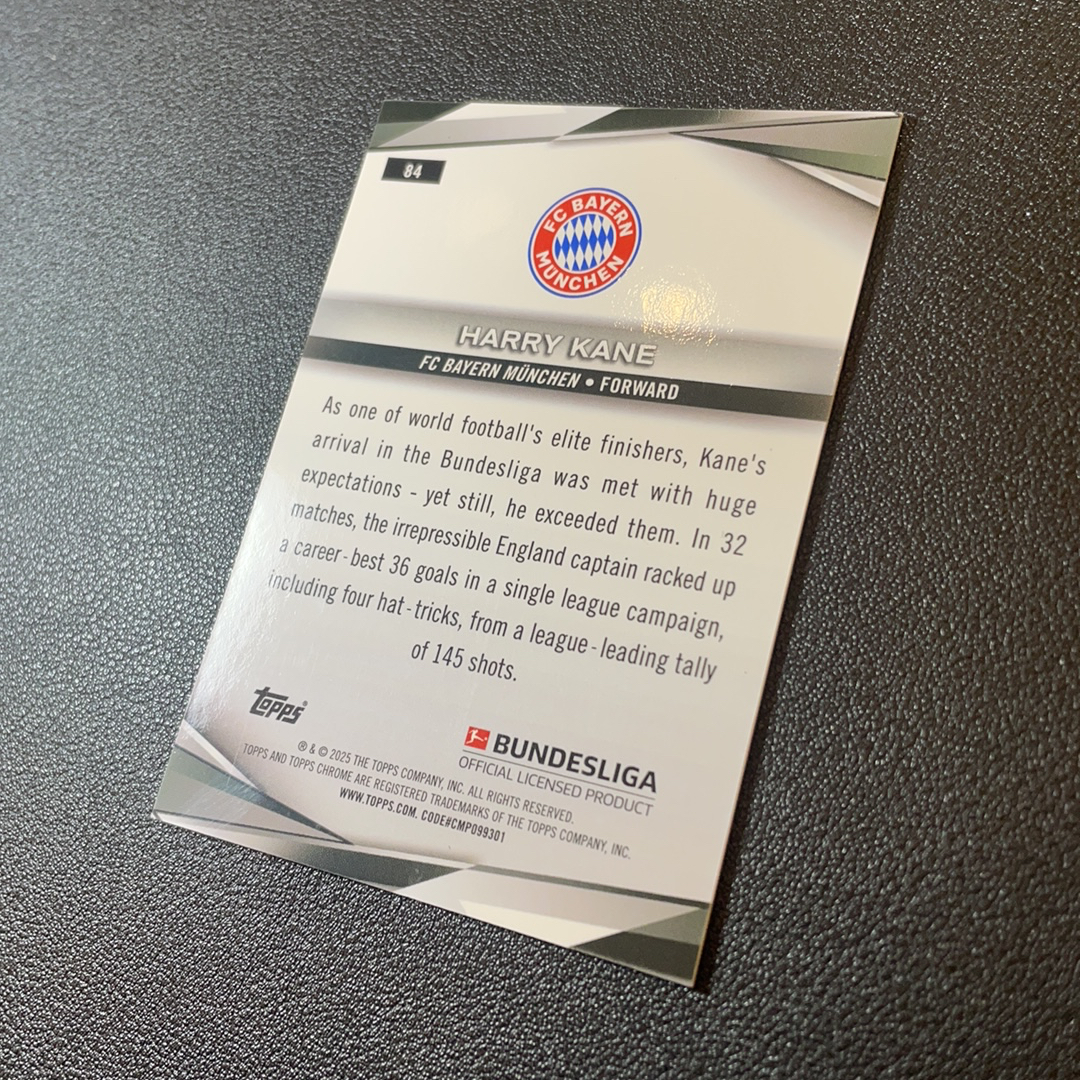 84
FC BAYERN
MÜNCHEN
HARRY KANE
FC BAYERN MÜNCHEN • FORWARD
As one of world football's elite finishers, Kane's
arrival in the Bundesliga was met with huge
expectations - yet still, he exceeded them. In 32
matches, the irrepressible England captain racked up
a career-best 36 goals in a single league campaign,
including four hat-tricks, from a league-leading tally
of 145 shots.
topps®
BUNDESLIGA
OFFICIAL LICENSED PRODUCT
® & © 2025 THE TOPPS COMPANY, INC. ALL RIGHTS RESERVED.
TOPPS AND TOPPS CHROME ARE REGISTERED TRADEMARKS OF THE TOPPS COMPANY, INC.
WWW.TOPPS.COM. CODE#CMP099301